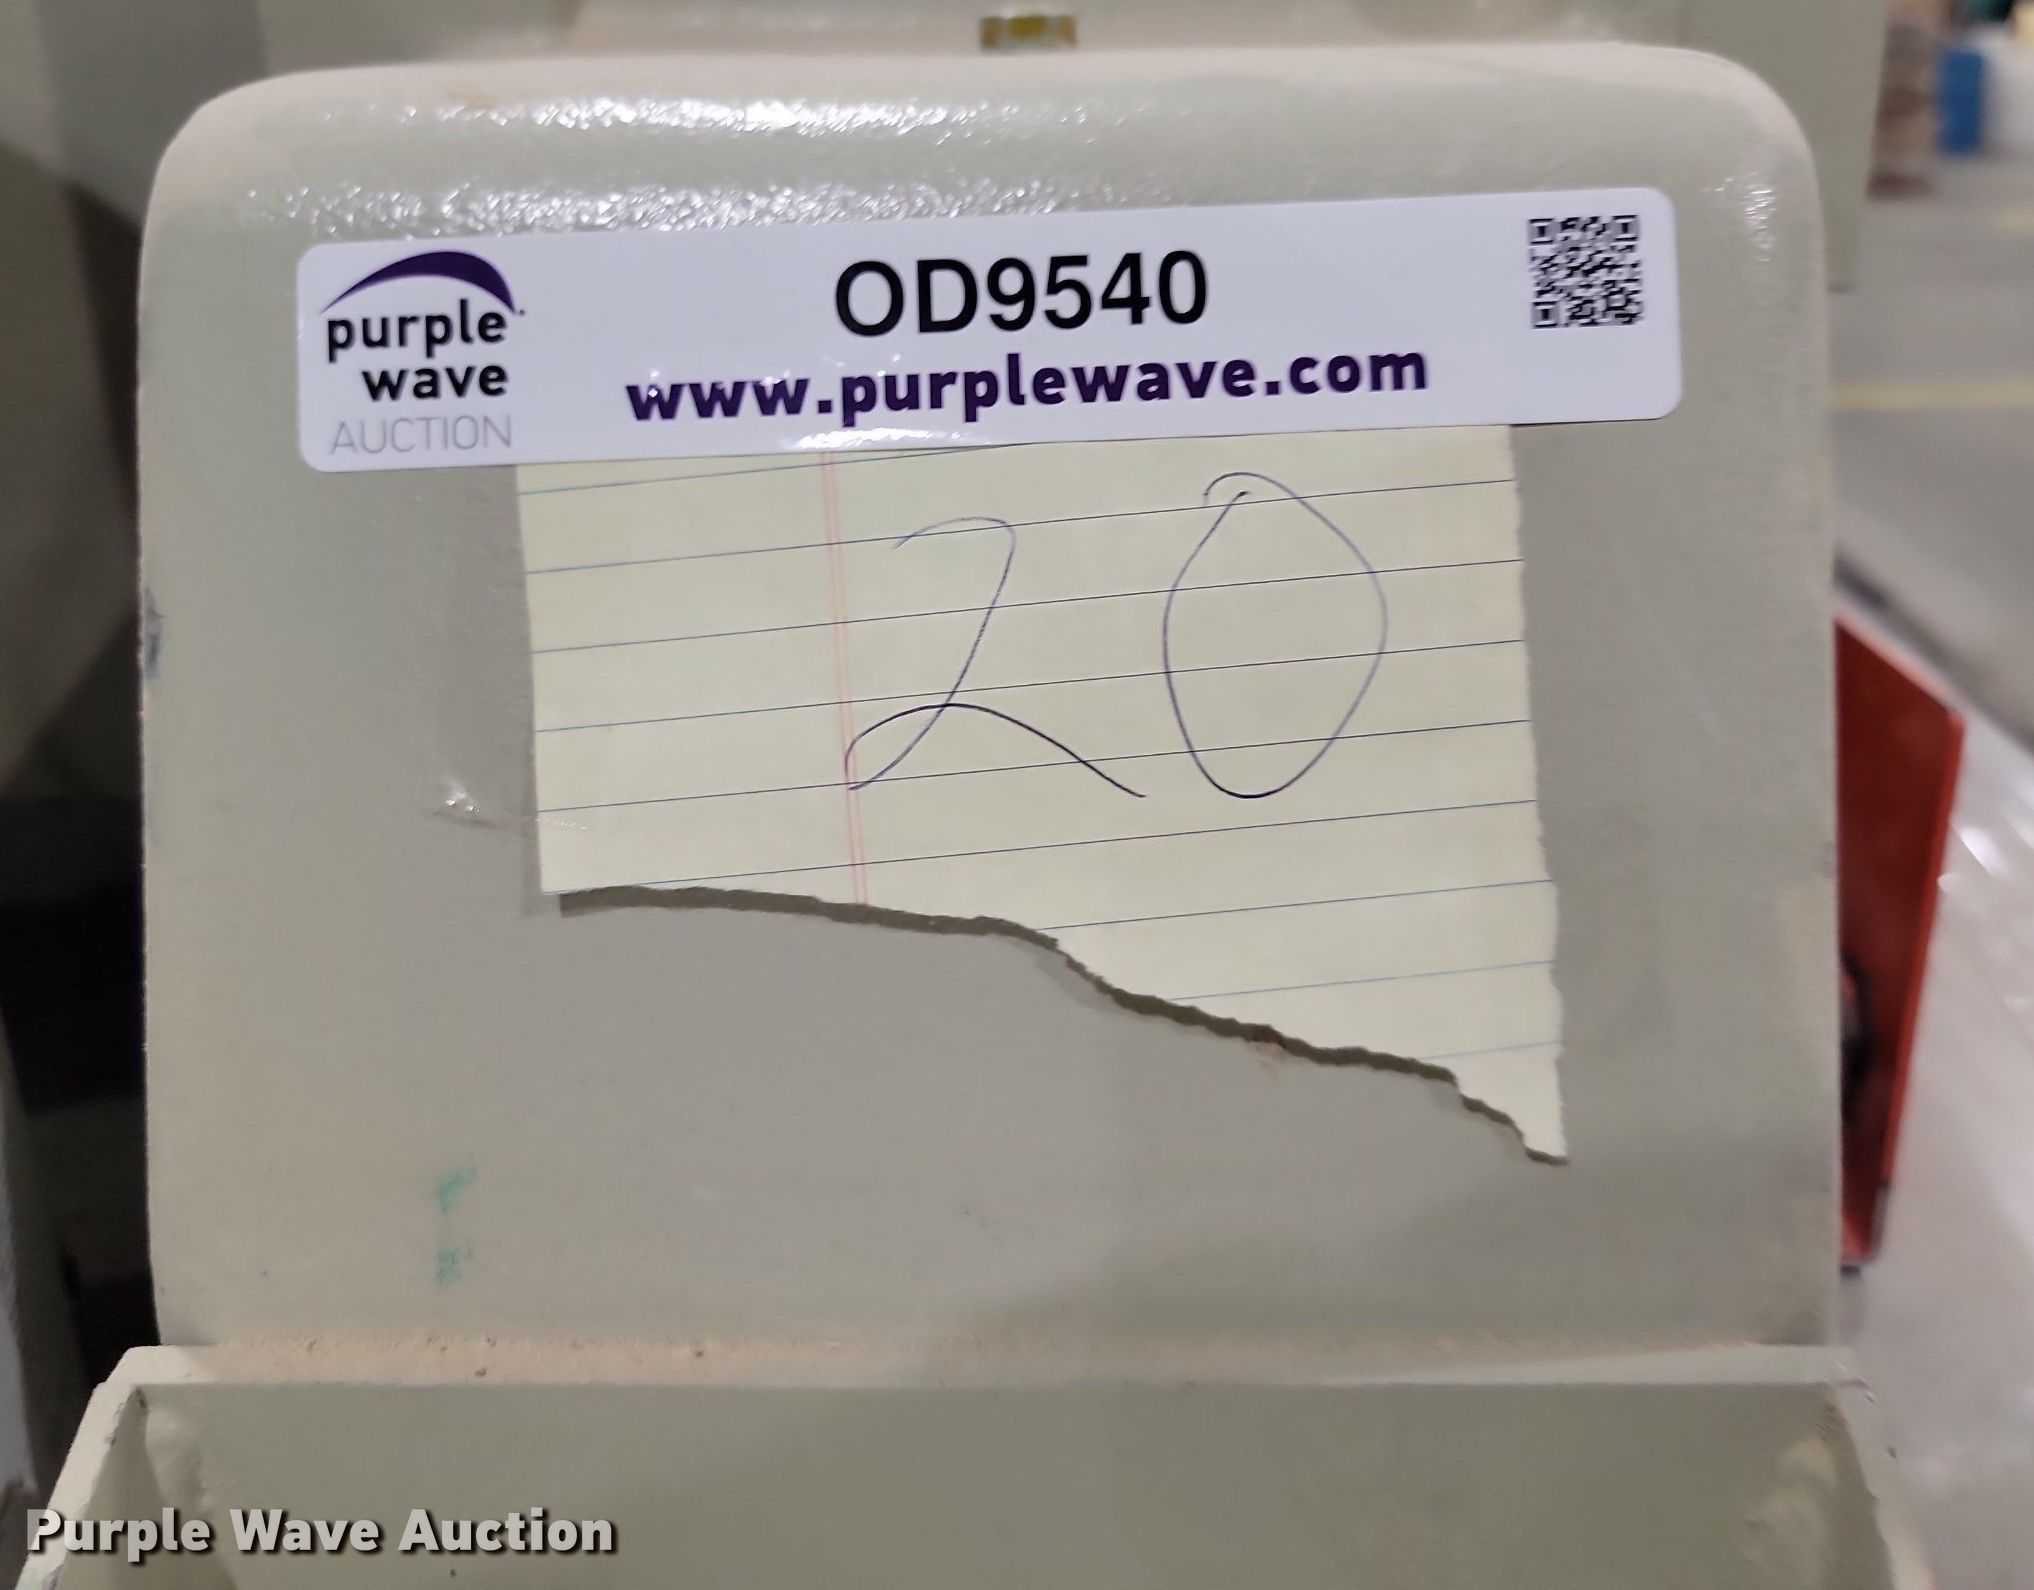 purple
wave
AUCTION
OD9540
www.purplewave.com
20
Purple Wave Auction